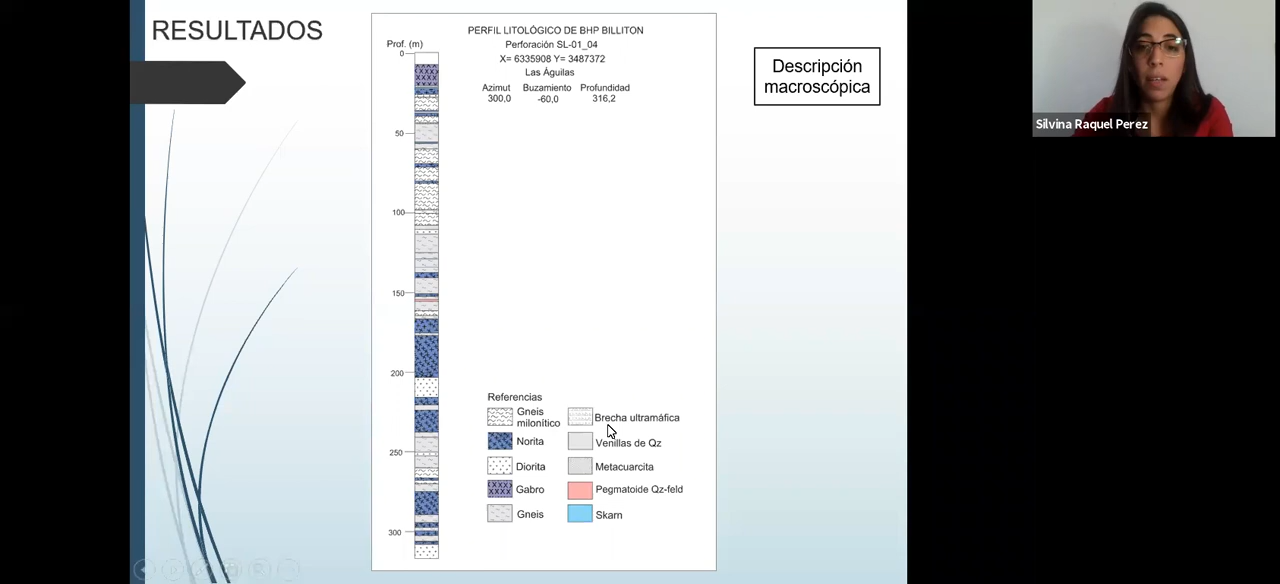 RESULTADOS
PERFIL LITOLÓGICO DE BHP BILLITON
Perforación SL-01_04
X= 6335908 Y= 3487372
Las Águilas
Azimut Buzamiento Profundidad
300,0 -60,0 316,2
Prof. (m)
0
50
100
150
200
250
300
Referencias
Gneis
milonítico
Norita
Diorita
Gabro
Gneis
Brecha ultramáfica
Venillas de Qz
Metacuarcita
Pegmatoide Qz-feld
Skarn
Descripción
macroscópica
Silvina Raquel Perez